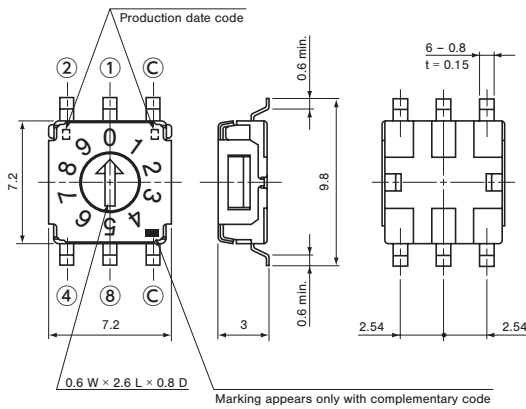 Production date code
② ① Ⓒ
0 1 2 3 4 5 6 7 8 9
④ ⑧ Ⓒ
7.2
7.2
0.6 W × 2.6 L × 0.8 D
0.6 min.
9.8
0.6 min.
3
Marking appears only with complementary code
6 – 0.8
t = 0.15
2.54 2.54